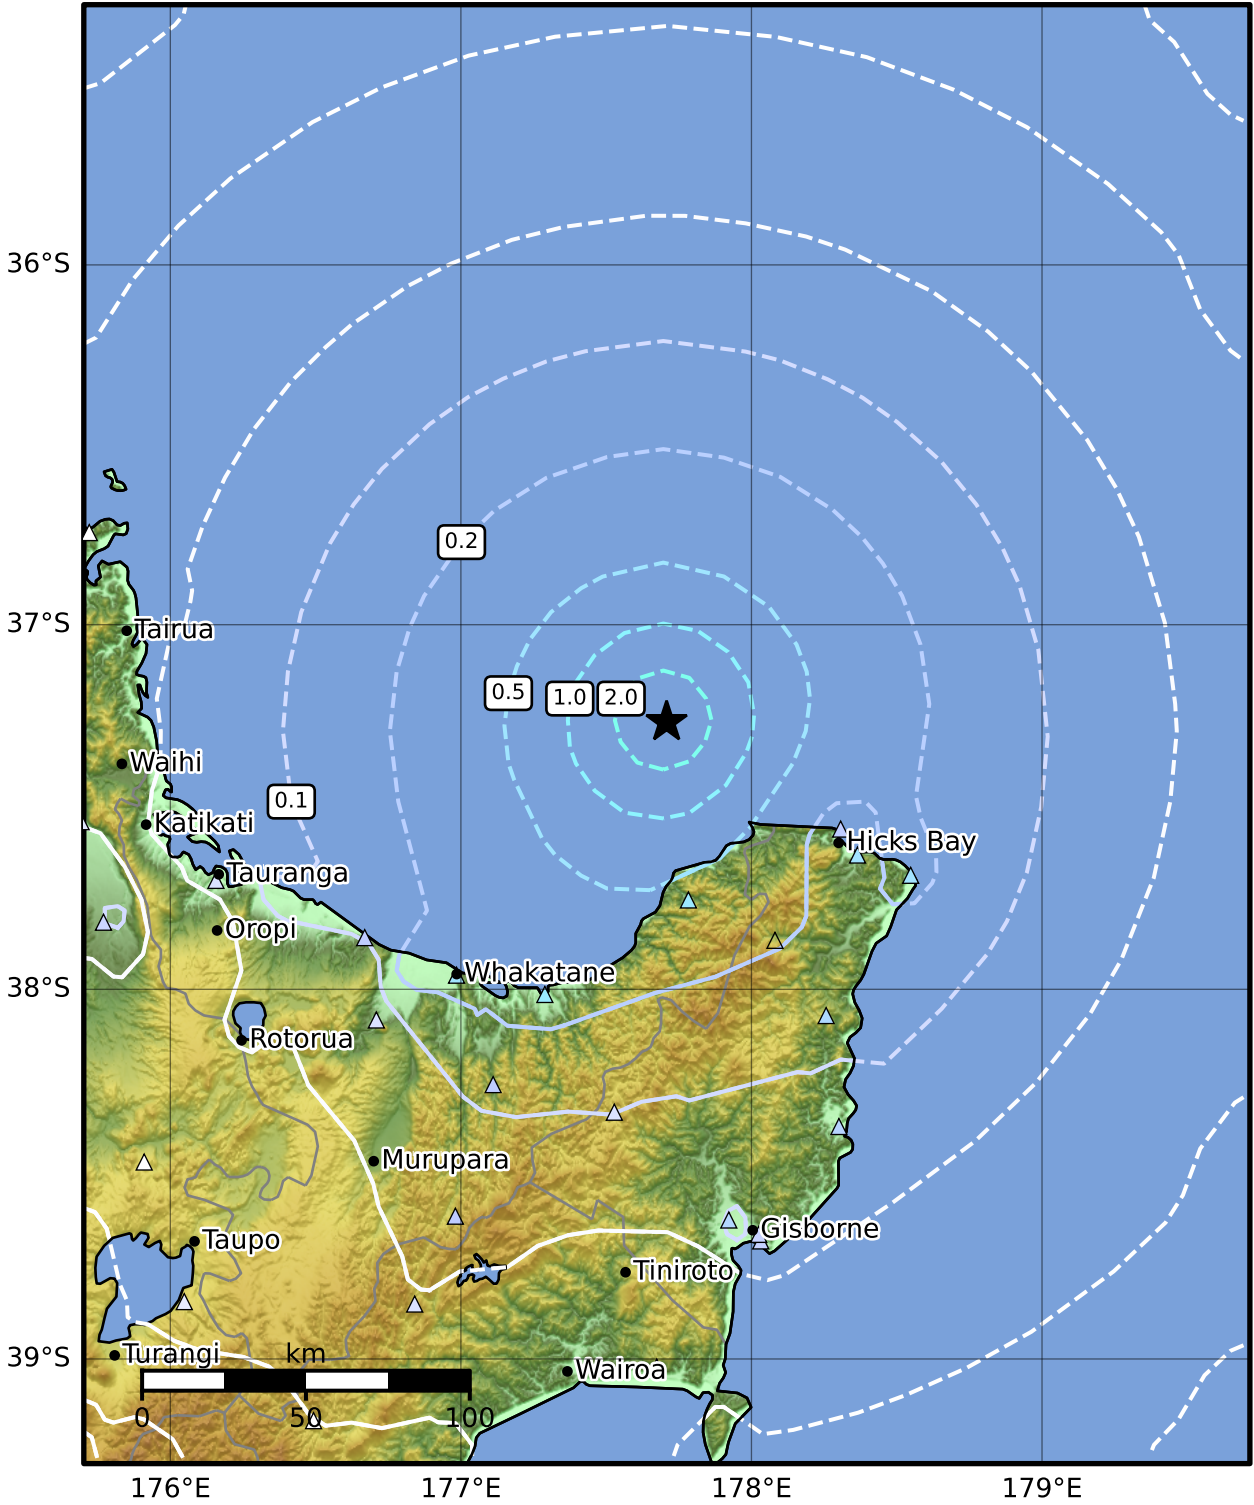 36°S
0.2
37°S
Tairua
0.5
1.0
2.0
Waihi
0.1
Katikati
Hicks Bay
Tauranga
Oropi
Whakatane
38°S
Rotorua
Murupara
Gisborne
Taupo
Tiniroto
39°S
Turangi
km
Wairoa
0
50
100
176°E
177°E
178°E
179°E